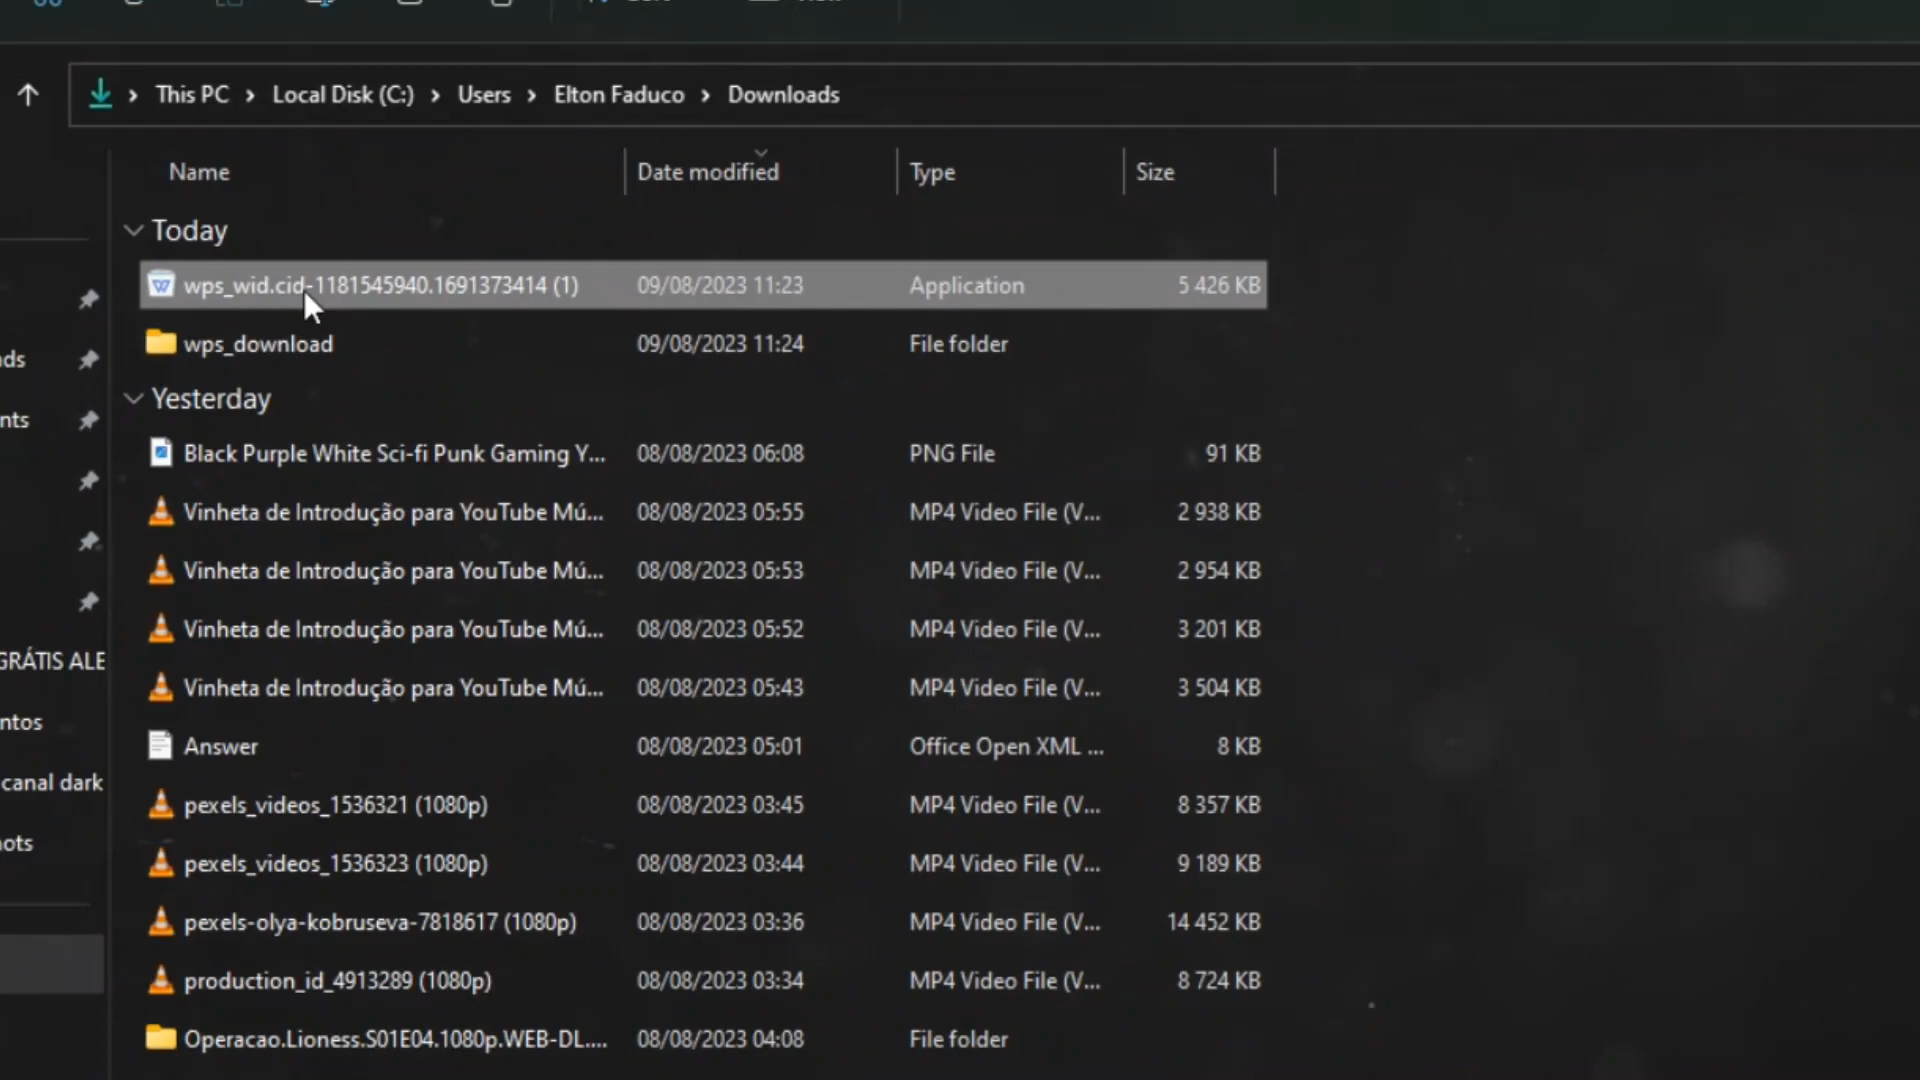 This PC > Local Disk (C:) > Users > Elton Faduco > Downloads
Name Date modified Type Size
Today
wps_wid.cid-1181545940.1691373414 (1) 09/08/2023 11:23 Application 5 426 KB
wps_download 09/08/2023 11:24 File folder
ds
nts
Yesterday
Black Purple White Sci-fi Punk Gaming Y... 08/08/2023 06:08 PNG File 91 KB
Vinheta de Introdução para YouTube Mú... 08/08/2023 05:55 MP4 Video File (V... 2 938 KB
Vinheta de Introdução para YouTube Mú... 08/08/2023 05:53 MP4 Video File (V... 2 954 KB
Vinheta de Introdução para YouTube Mú... 08/08/2023 05:52 MP4 Video File (V... 3 201 KB
GRÁTIS ALE
Vinheta de Introdução para YouTube Mú... 08/08/2023 05:43 MP4 Video File (V... 3 504 KB
ntos
Answer 08/08/2023 05:01 Office Open XML ... 8 KB
canal dark
pexels_videos_1536321 (1080p) 08/08/2023 03:45 MP4 Video File (V... 8 357 KB
ots
pexels_videos_1536323 (1080p) 08/08/2023 03:44 MP4 Video File (V... 9 189 KB
pexels-olya-kobruseva-7818617 (1080p) 08/08/2023 03:36 MP4 Video File (V... 14 452 KB
production_id_4913289 (1080p) 08/08/2023 03:34 MP4 Video File (V... 8 724 KB
Operacao.Lioness.S01E04.1080p.WEB-DL.... 08/08/2023 04:08 File folder